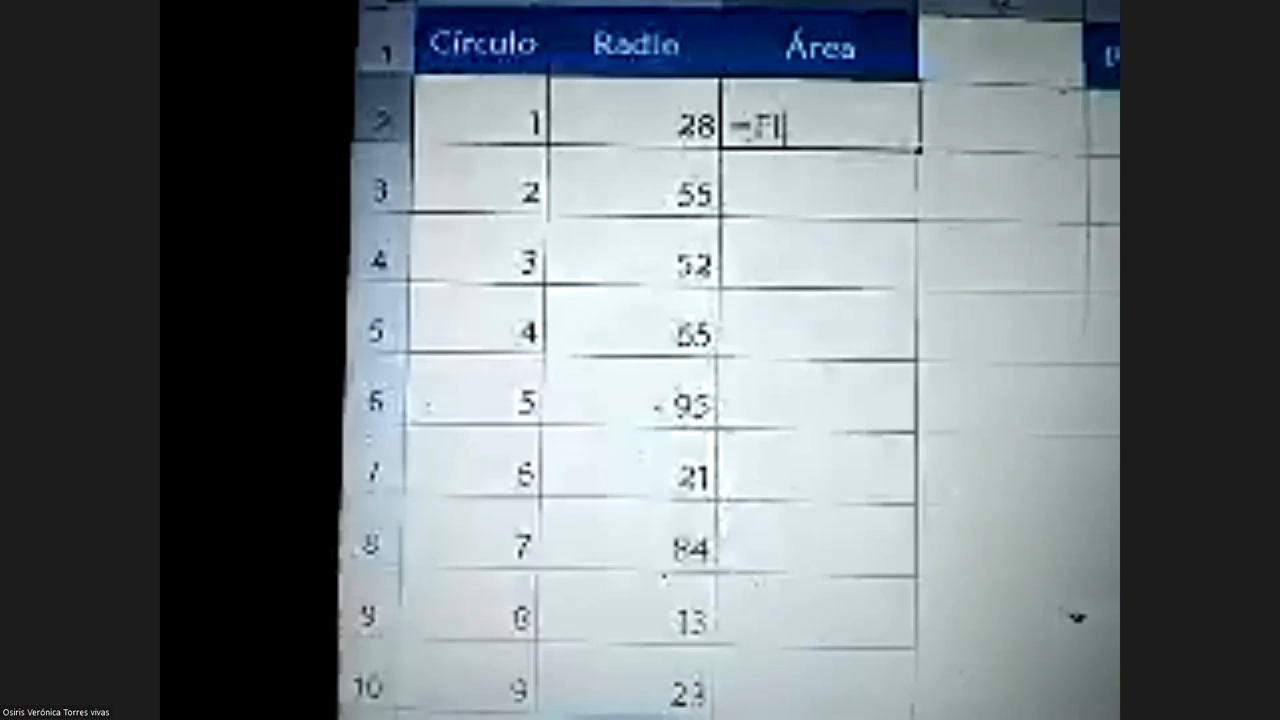 1 Círculo Radio Área
2 1 28 =PI
3 2 55
4 3 52
5 4 65
6 5 95
7 6 21
8 7 84
9 8 13
10 9 23
Osiris Verónica Torres vivas